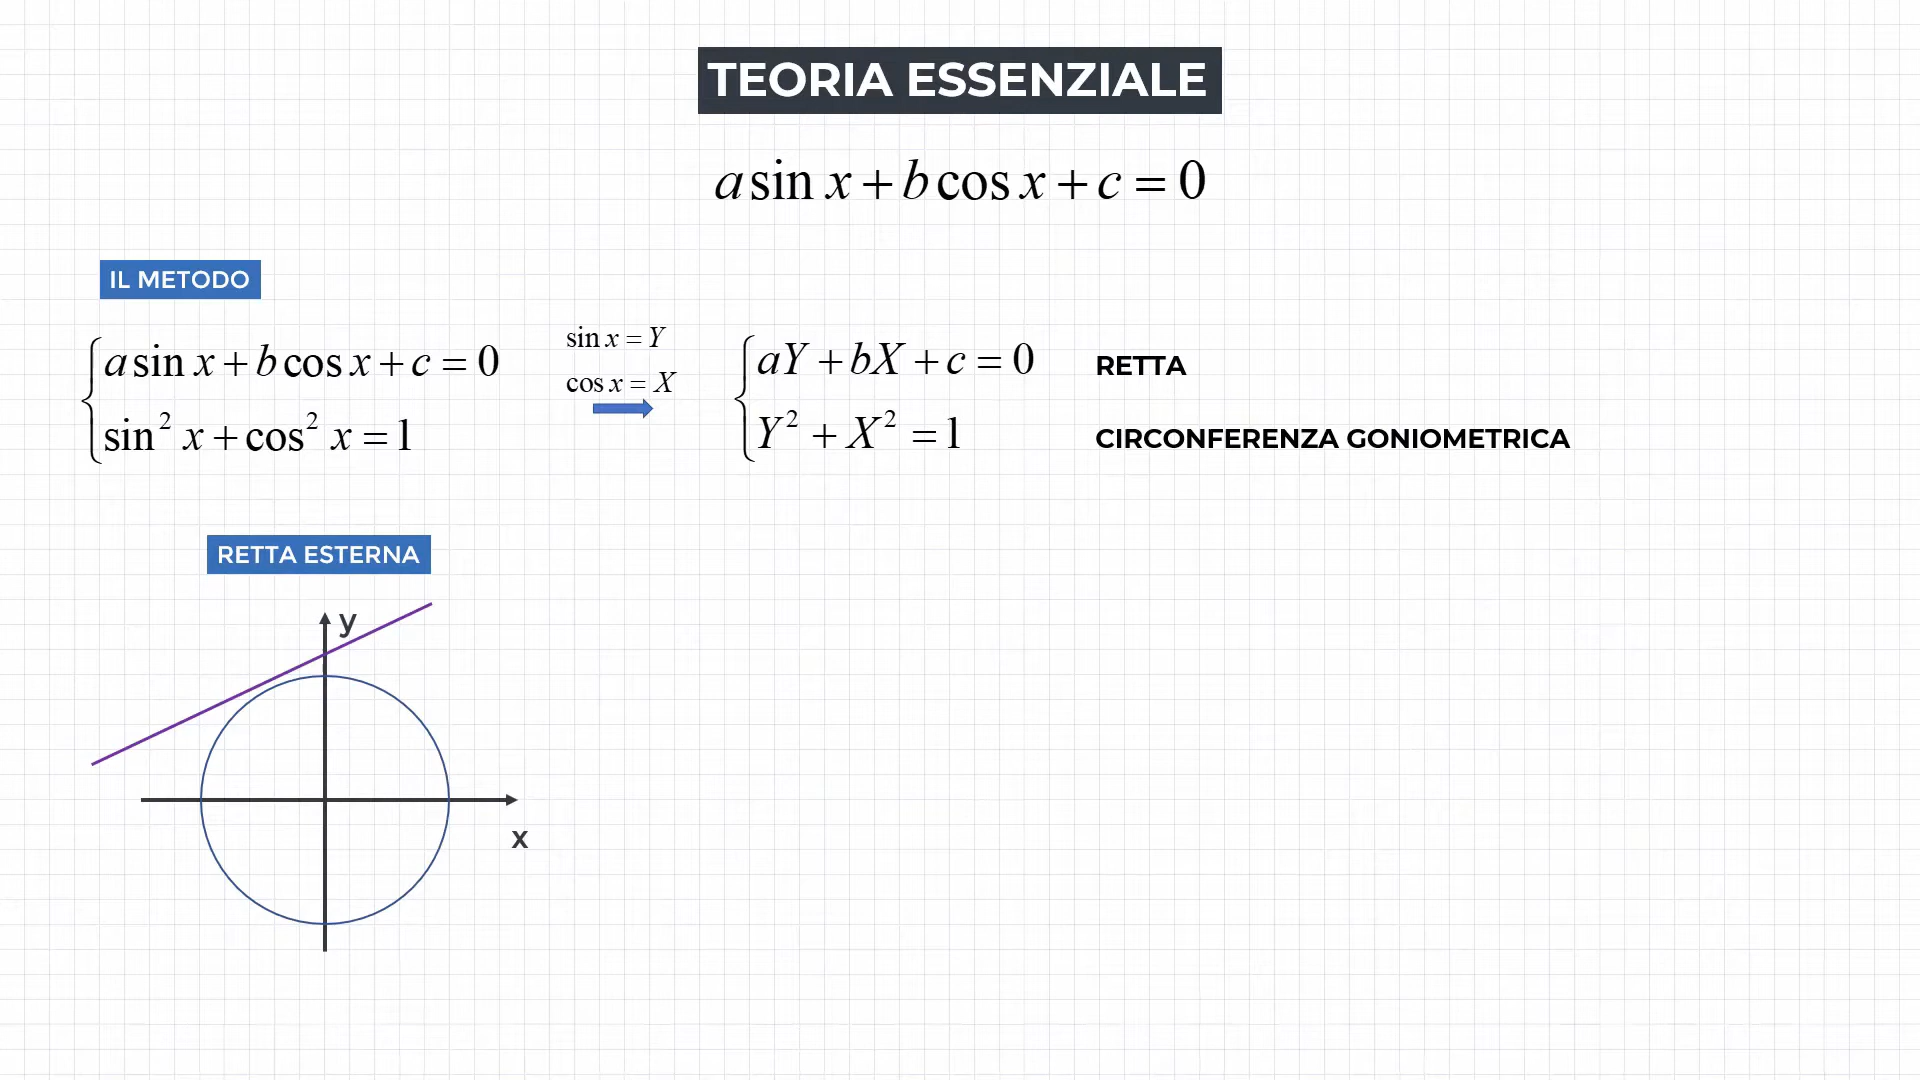 TEORIA ESSENZIALE
a sin x + b cos x + c = 0
IL METODO
a sin x + b cos x + c = 0
sin² x + cos² x = 1
sin x = Y
cos x = X
aY + bX + c = 0
Y² + X² = 1
RETTA
CIRCONFERENZA GONIOMETRICA
RETTA ESTERNA
y
x